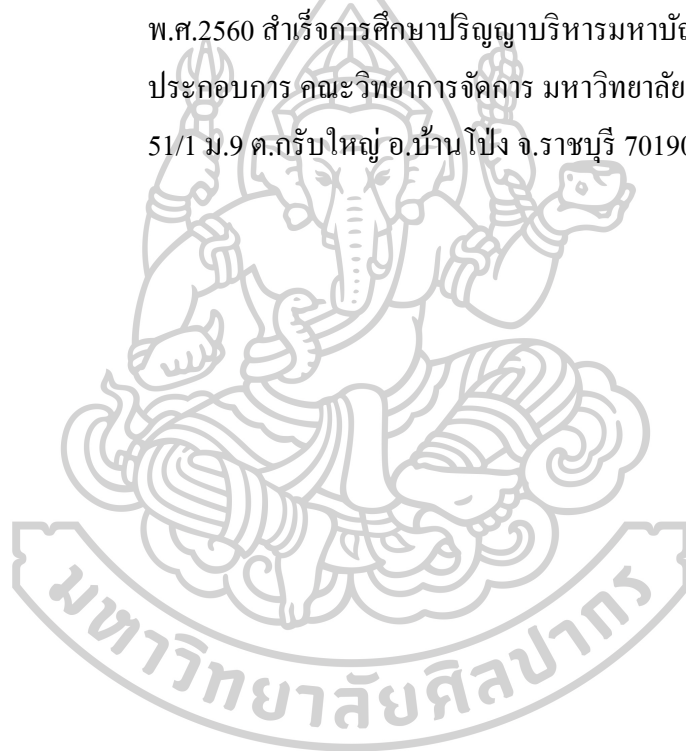 พ.ศ.2560 สำเร็จการศึกษาปริญญาบริหารมหาบัณ
ประกอบการ คณะวิทยาการจัดการ มหาวิทยาลัย
51/1 ม.9 ต.กรับใหญ่ อ.บ้านโป่ง จ.ราชบุรี 70190
มหาวิทยาลัยศิลปากร